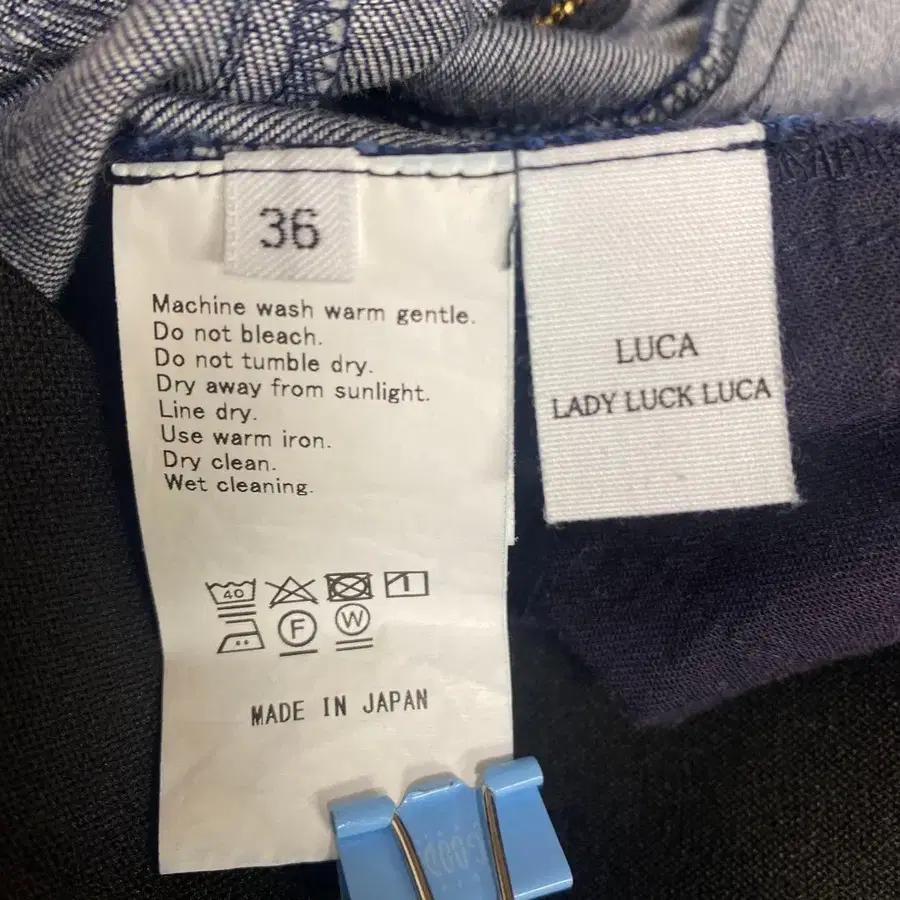 36
Machine wash warm gentle.
Do not bleach.
Do not tumble dry.
Dry away from sunlight.
Line dry.
Use warm iron.
Dry clean.
Wet cleaning.
40
F W
MADE IN JAPAN
LUCA
LADY LUCK LUCA